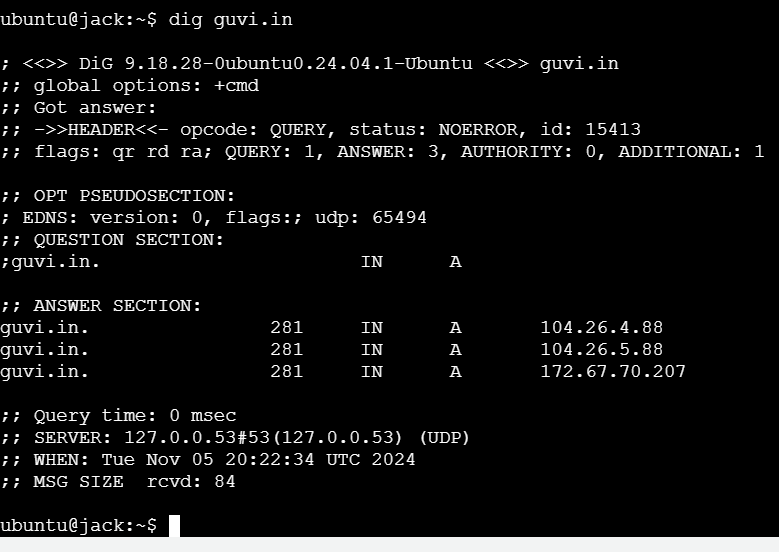 ubuntu@jack:~$ dig guvi.in
; <<>> DiG 9.18.28-0ubuntu0.24.04.1-Ubuntu <<>> guvi.in
;; global options: +cmd
;; Got answer:
;; ->>HEADER<<- opcode: QUERY, status: NOERROR, id: 15413
;; flags: qr rd ra; QUERY: 1, ANSWER: 3, AUTHORITY: 0, ADDITIONAL: 1
;; OPT PSEUDOSECTION:
; EDNS: version: 0, flags:; udp: 65494
;; QUESTION SECTION:
;guvi.in. IN A
;; ANSWER SECTION:
guvi.in. 281 IN A 104.26.4.88
guvi.in. 281 IN A 104.26.5.88
guvi.in. 281 IN A 172.67.70.207
;; Query time: 0 msec
;; SERVER: 127.0.0.53#53(127.0.0.53) (UDP)
;; WHEN: Tue Nov 05 20:22:34 UTC 2024
;; MSG SIZE  rcvd: 84
ubuntu@jack:~$